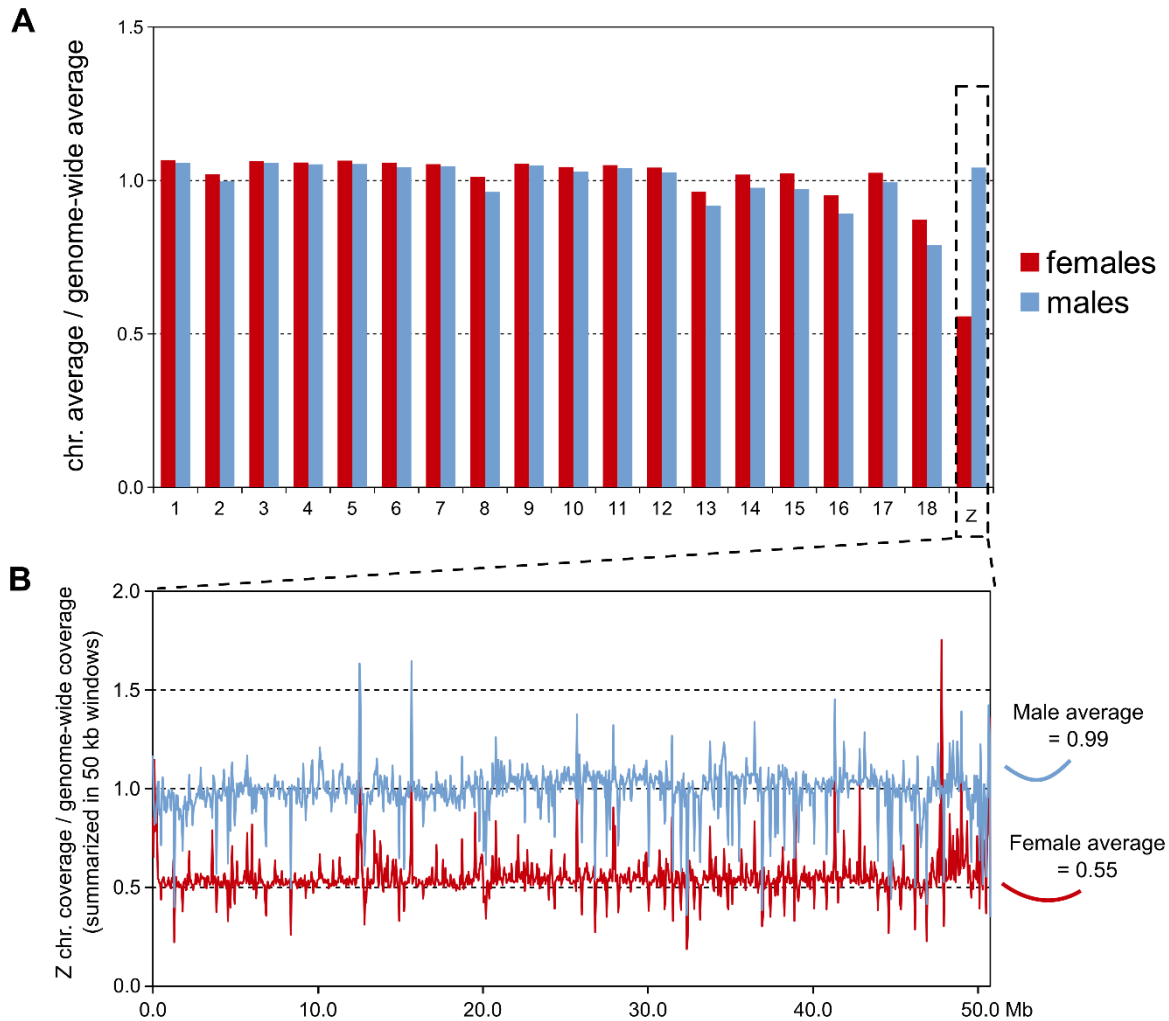 A
chr. average / genome-wide average
1.5
1.0
0.5
0.0
1 2 3 4 5 6 7 8 9 10 11 12 13 14 15 16 17 18 Z
females
males
B
Z chr. coverage / genome-wide coverage
(summarized in 50 kb windows)
2.0
1.5
1.0
0.5
0.0
0.0 10.0 20.0 30.0 40.0 50.0 Mb
Male average
= 0.99
Female average
= 0.55